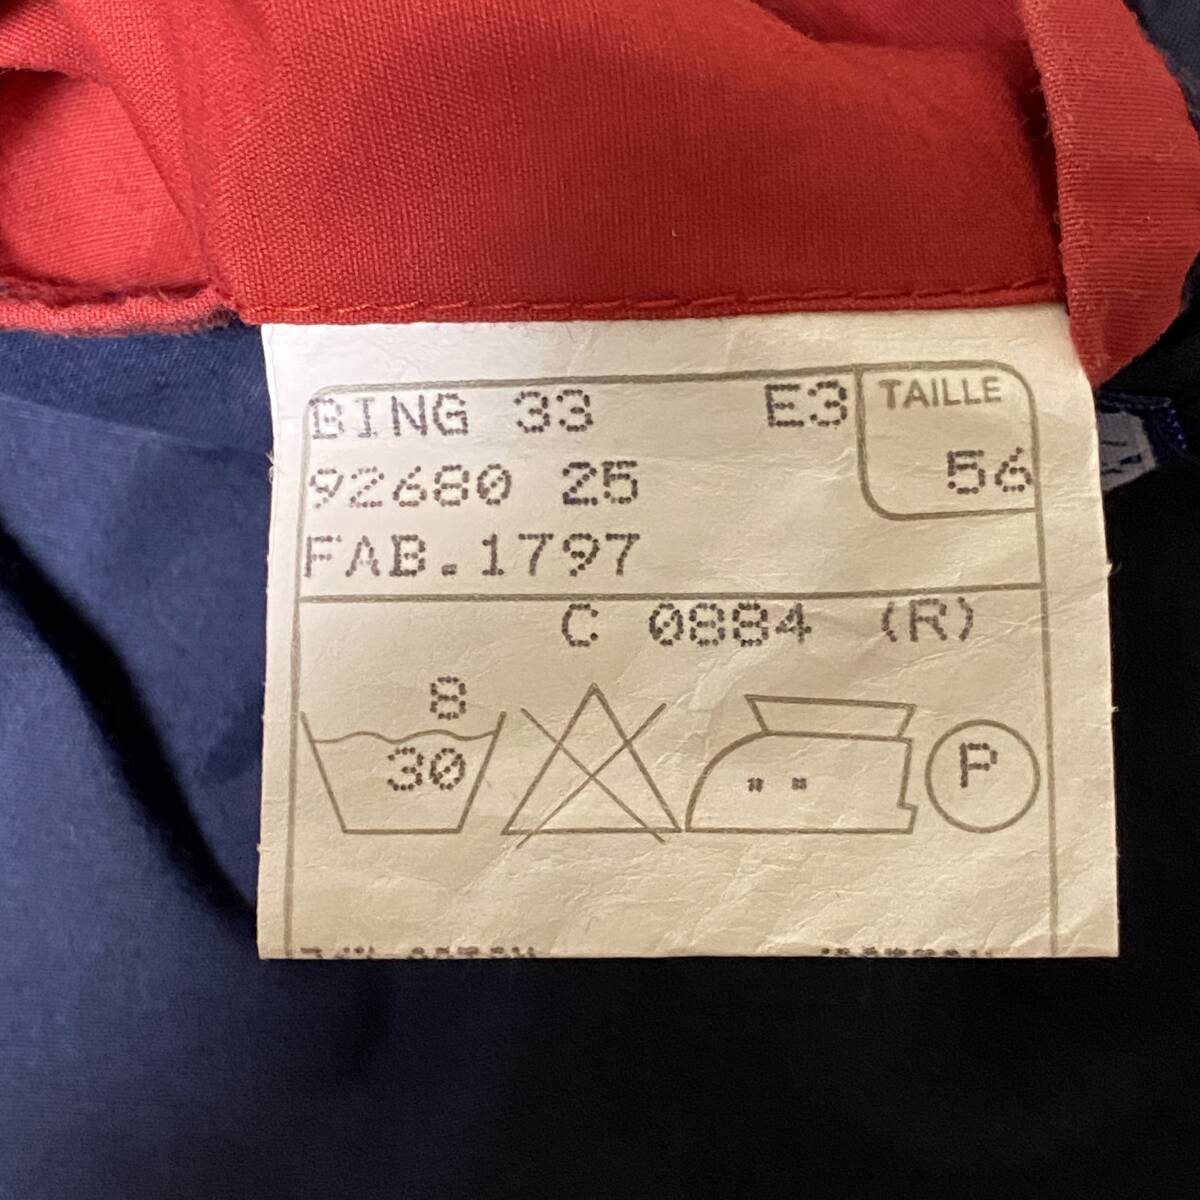 BING 33 E3 TAILLE
92680 25 56
FAB.1797
C 0884 (R)
8
30 P